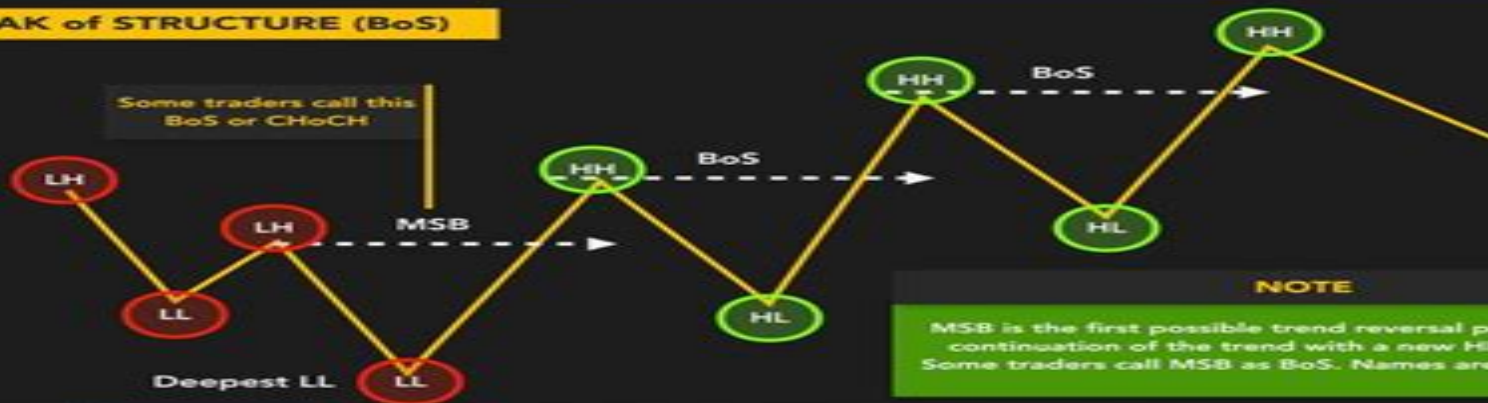 AK of STRUCTURE (BoS)
HH
BoS
HH
Some traders call this
BoS or CHoCH
BoS
HH
LH
LH
MSB
HL
LL
HL
NOTE
MSB is the first possible trend reversal p
continuation of the trend with a new H
Some traders call MSB as BoS. Names are
Deepest LL
LL